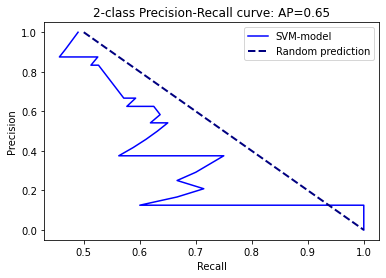 2-class Precision-Recall curve: AP=0.65
SVM-model
Random prediction
Precision
1.0
0.8
0.6
0.4
0.2
0.0
0.5
0.6
0.7
0.8
0.9
1.0
Recall